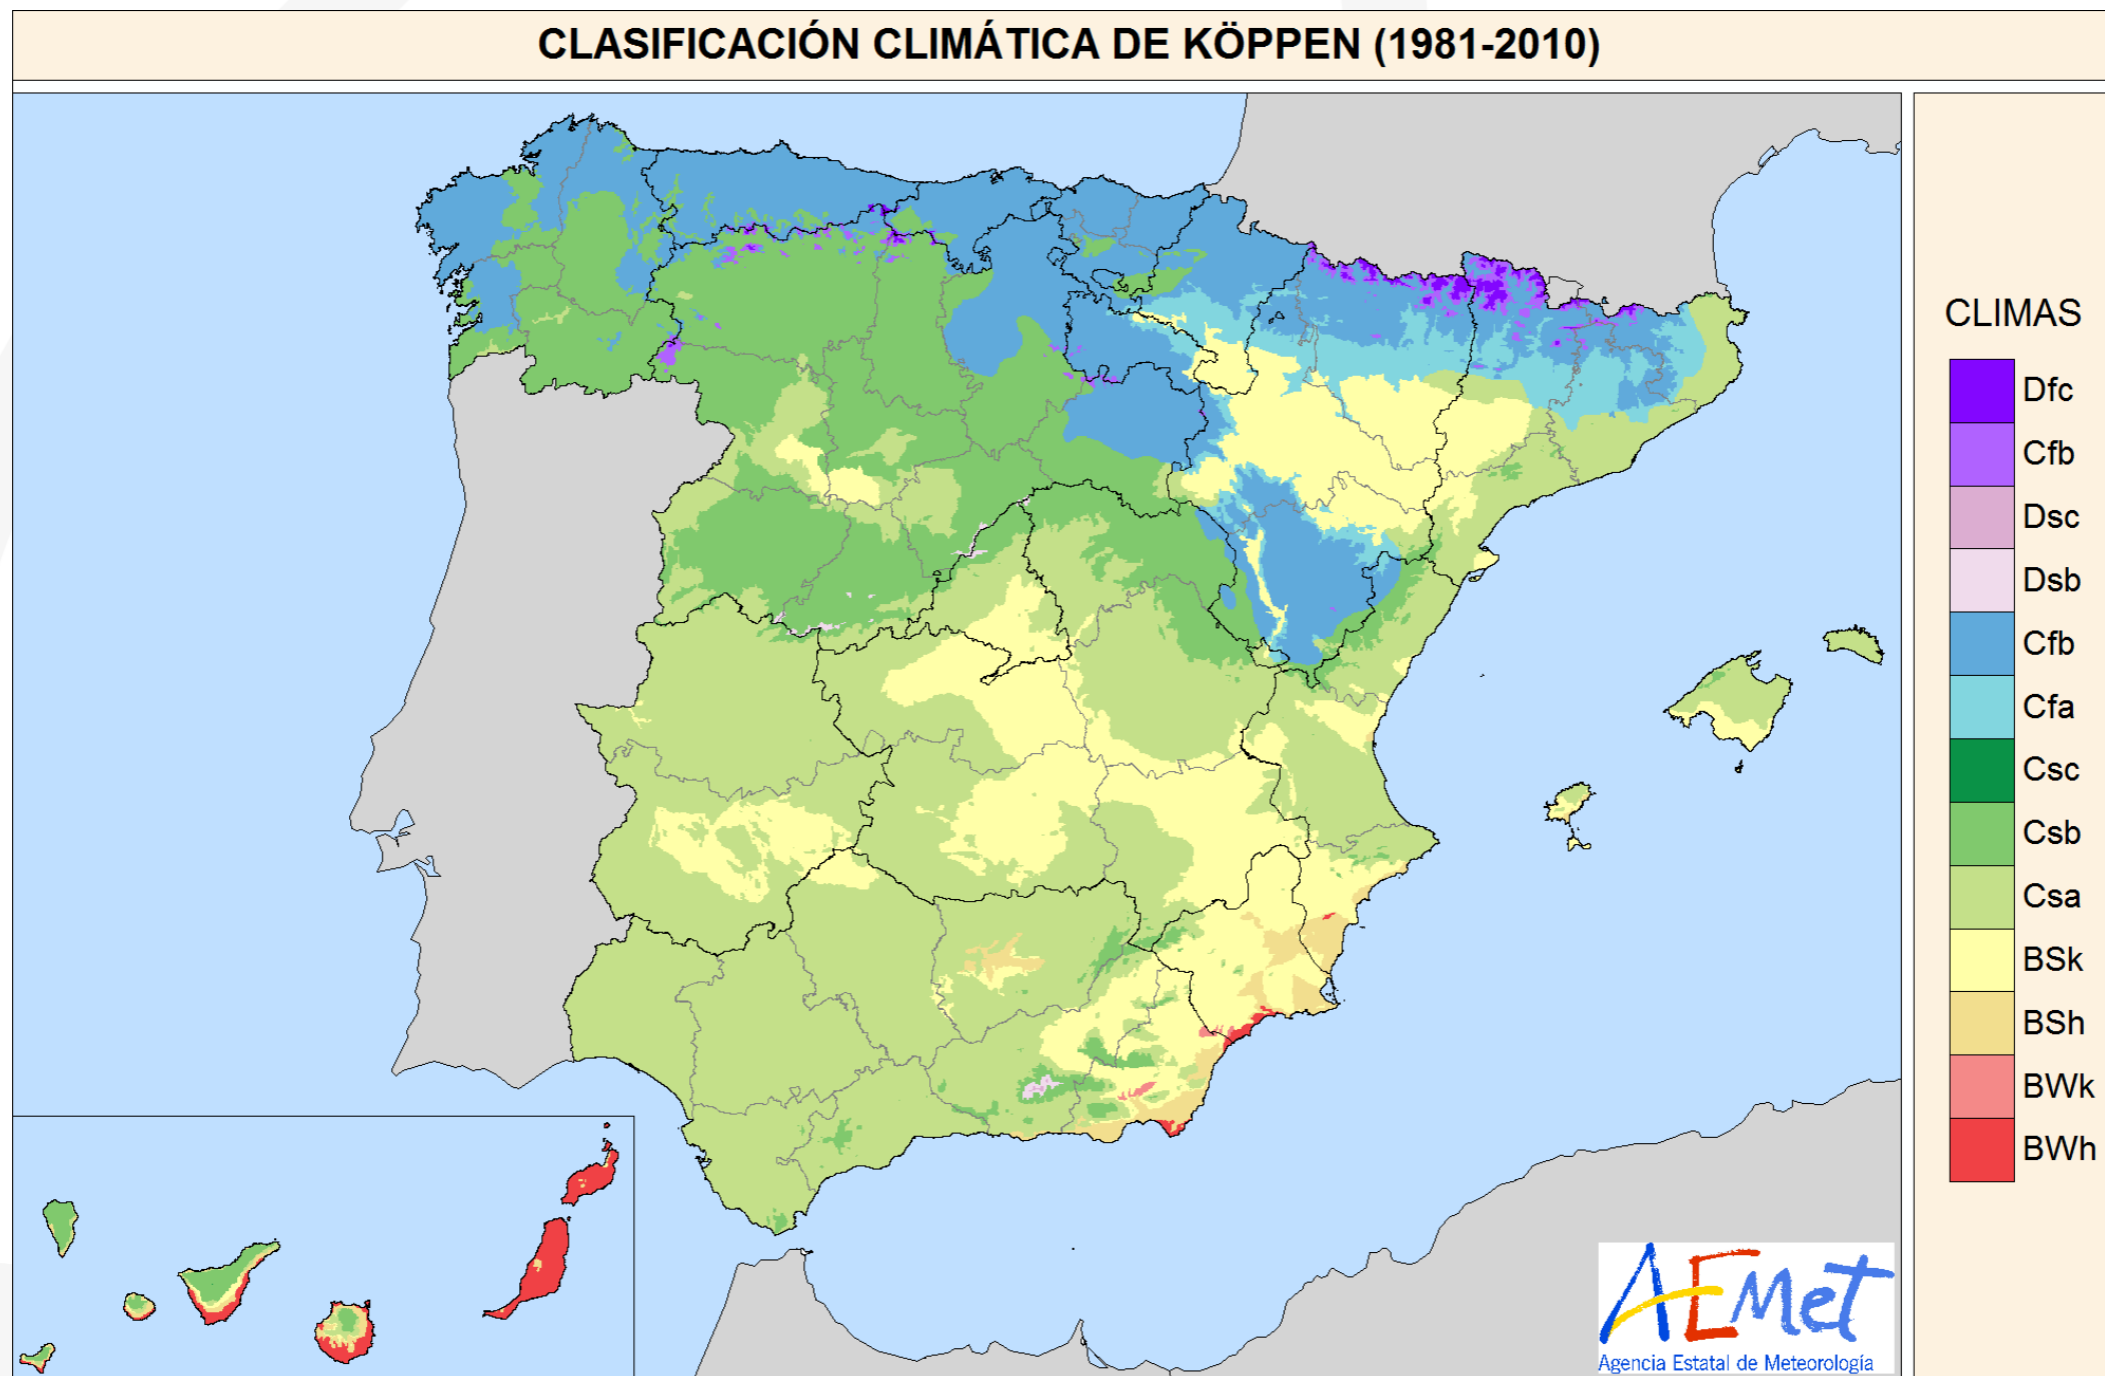 CLASIFICACIÓN CLIMÁTICA DE KÖPPEN (1981-2010)
CLIMAS
Dfc
Cfb
Dsc
Dsb
Cfb
Cfa
Csc
Csb
Csa
BSk
BSh
BWk
BWh
AEMet
Agencia Estatal de Meteorología